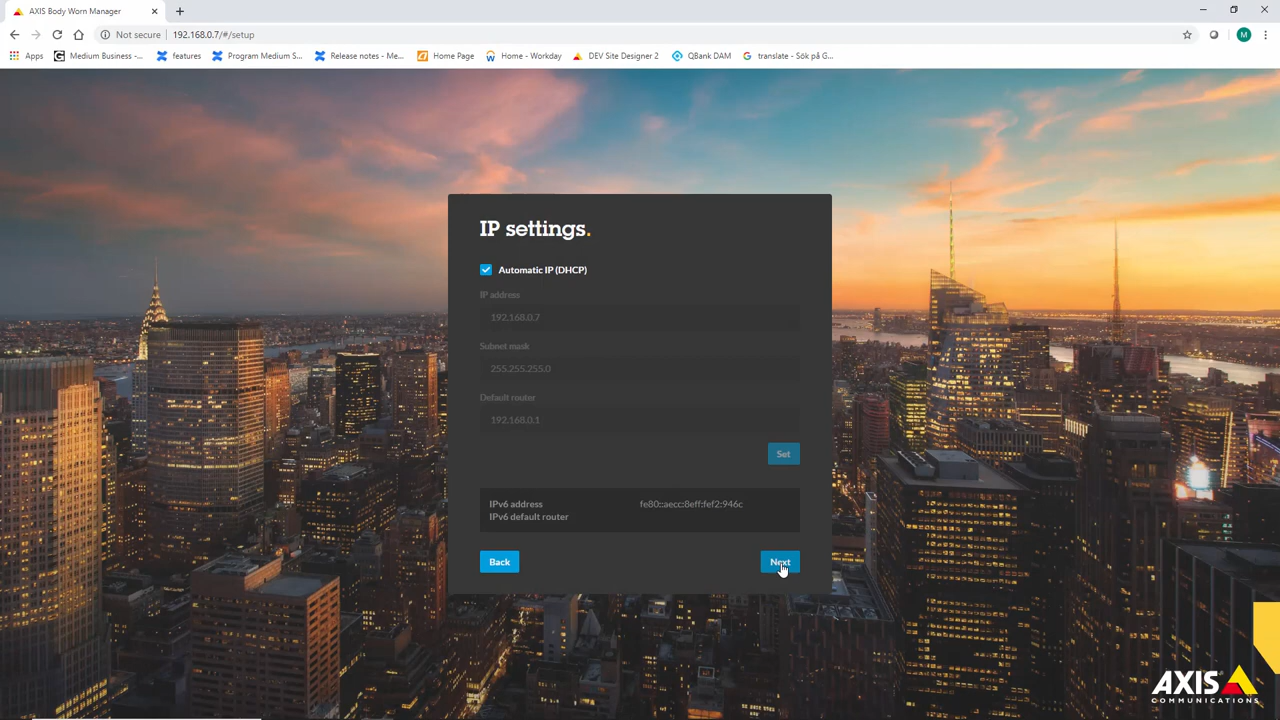 AXIS Body Worn Manager
Not secure 192.168.0.7/#/setup
M
Apps Medium Business -... features Program Medium S... Release notes - Me... Home Page Home - Workday DEV Site Designer 2 QBank DAM translate - Sök på G...
IP settings.
Automatic IP (DHCP)
IP address
192.168.0.7
Subnet mask
255.255.255.0
Default router
192.168.0.1
Set
IPv6 address fe80::aecc:8eff:fef2:946c
IPv6 default router
Back Next
AXIS
COMMUNICATIONS